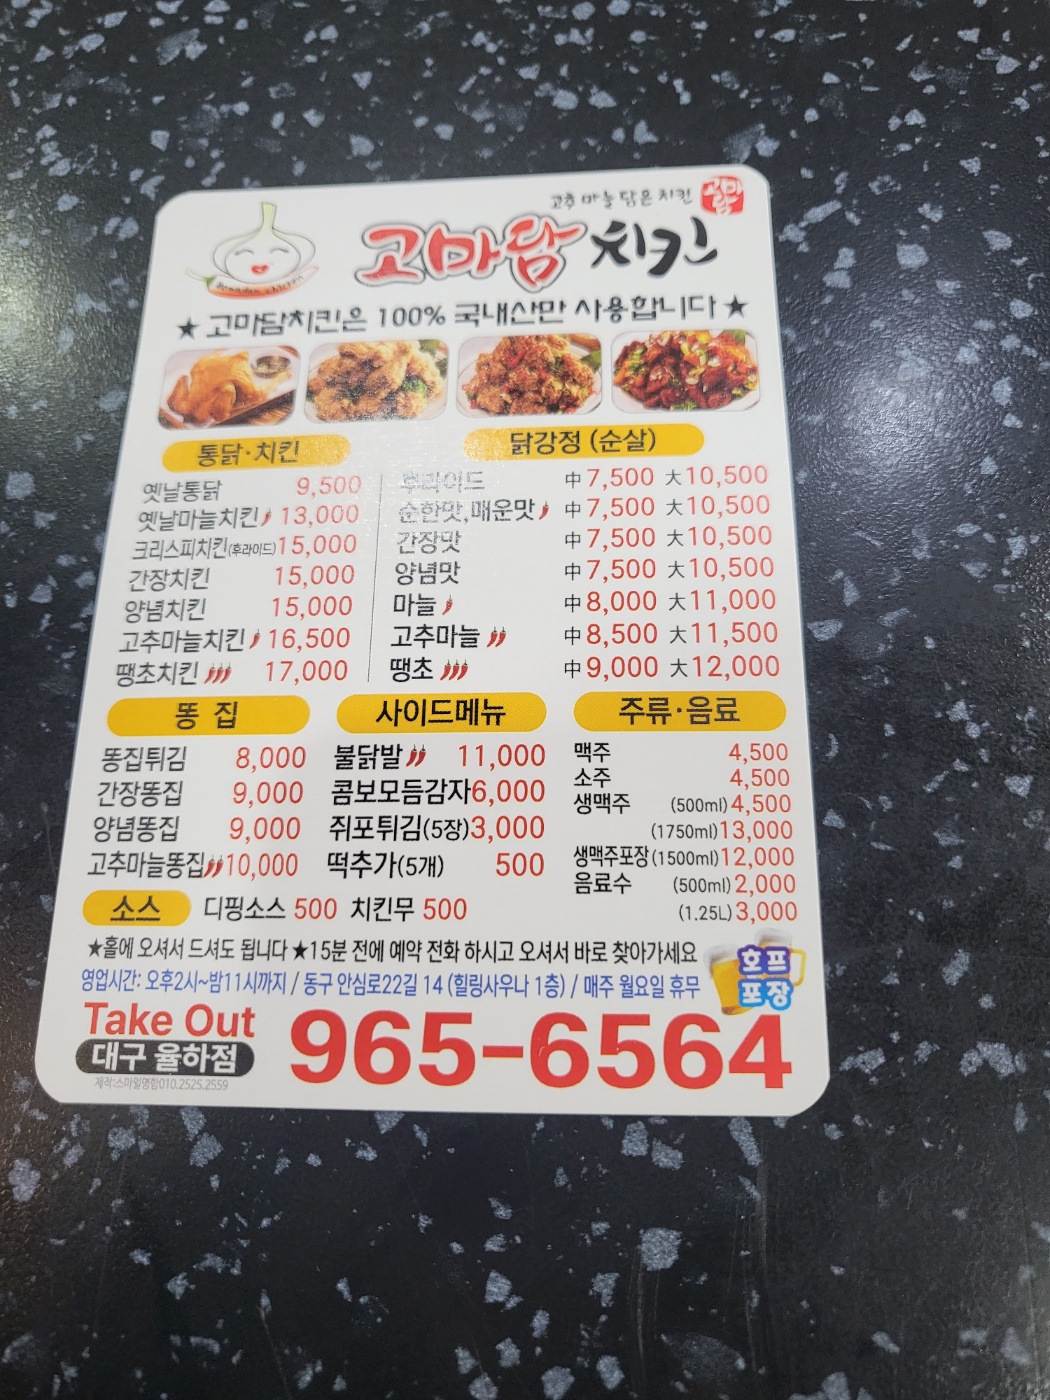 고추 마늘 담은 치킨
고마담 치킨
★ 고마담치킨은 100% 국내산만 사용합니다 ★
통닭·치킨
옛날통닭 9,500
옛날마늘치킨 13,000
크리스피치킨(후라이드) 15,000
간장치킨 15,000
양념치킨 15,000
고추마늘치킨 16,500
땡초치킨 17,000
닭강정 (순살)
후라이드 中 7,500 大 10,500
순한맛,매운맛 中 7,500 大 10,500
간장맛 中 7,500 大 10,500
양념맛 中 7,500 大 10,500
마늘 中 8,000 大 11,000
고추마늘 中 8,500 大 11,500
땡초 中 9,000 大 12,000
똥 집
똥집튀김 8,000
간장똥집 9,000
양념똥집 9,000
고추마늘똥집 10,000
사이드메뉴
불닭발 11,000
콤보모듬감자 6,000
쥐포튀김(5장) 3,000
떡추가(5개) 500
주류·음료
맥주 4,500
소주 4,500
생맥주 (500ml) 4,500
(1750ml) 13,000
생맥주포장(1500ml) 12,000
음료수 (500ml) 2,000
(1.25L) 3,000
소스 디핑소스 500 치킨무 500
★홀에 오셔서 드셔도 됩니다 ★15분 전에 예약 전화 하시고 오셔서 바로 찾아가세요
영업시간: 오후2시~밤11시까지 / 동구 안심로22길 14 (힐링사우나 1층) / 매주 월요일 휴무
호프
포장
Take Out
대구 율하점
965-6564
제작:스마일명함010.2525.2559